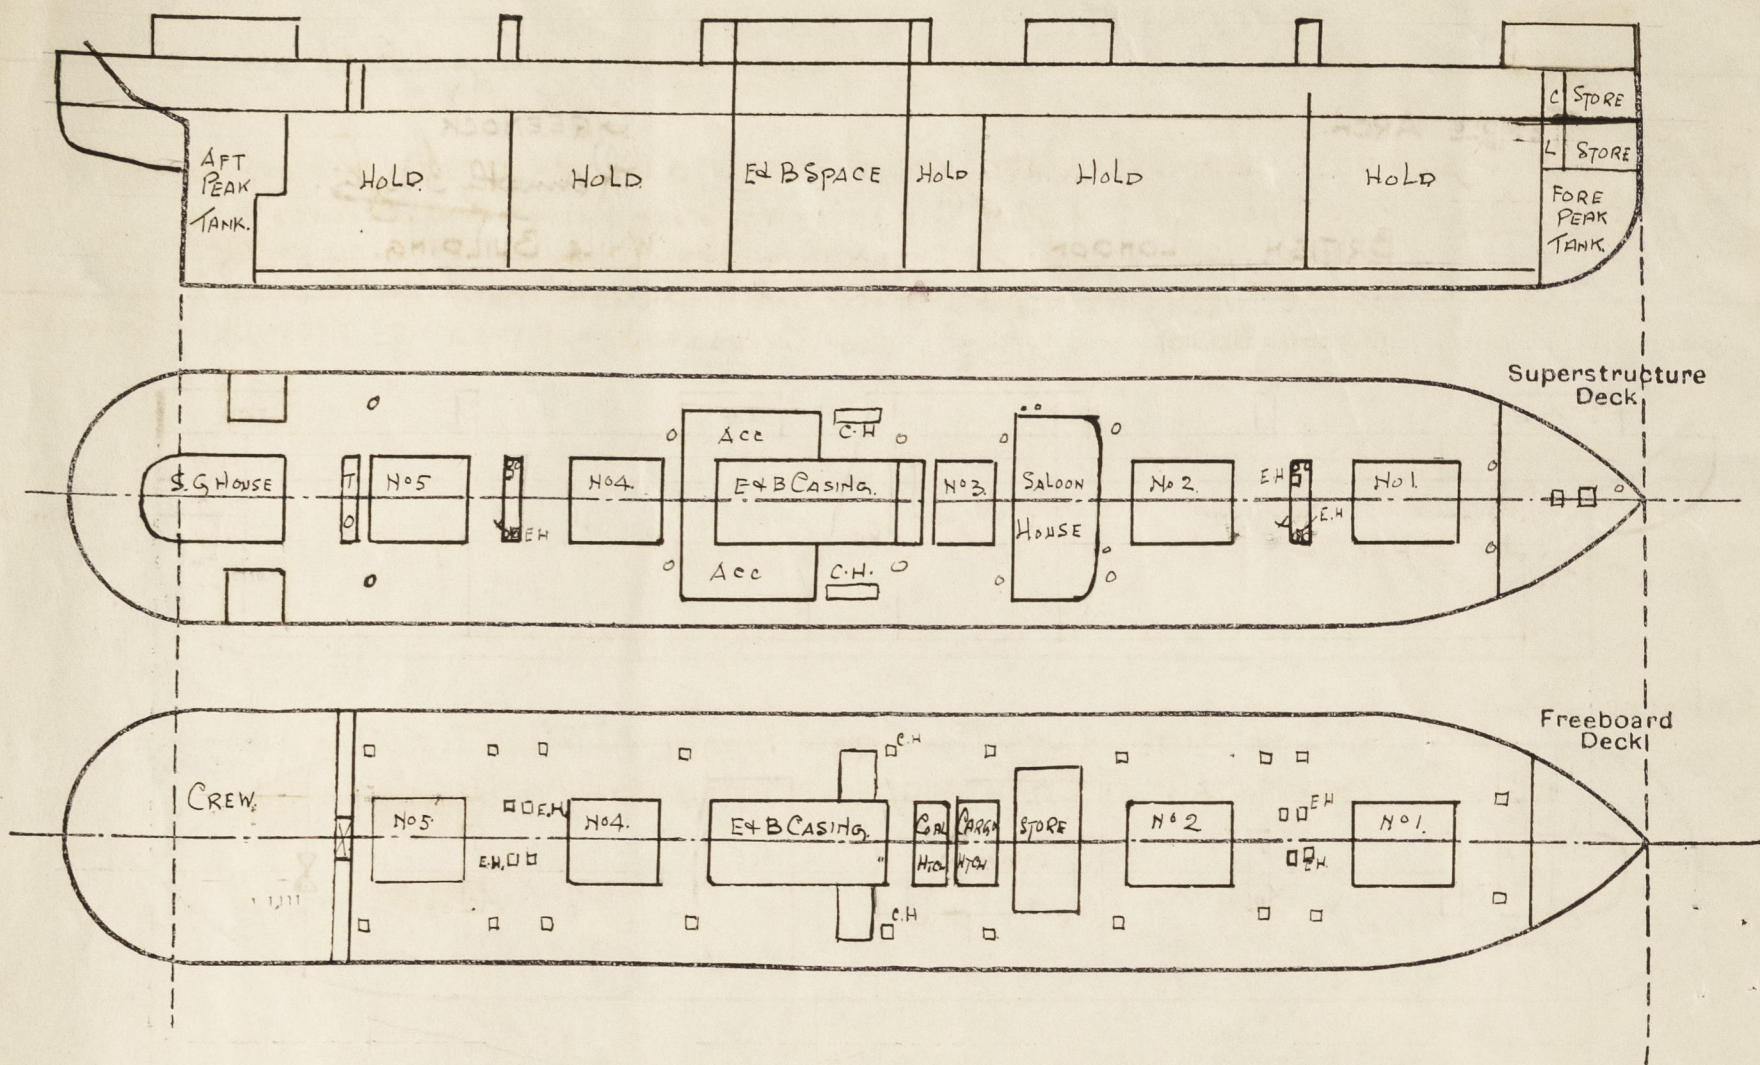 C STORE
L STORE
AFT
PEAK
TANK.
HOLD.
HOLD.
E & B SPACE
HOLD
HOLD
HOLD
FORE
PEAK
TANK.
Superstructure
Deck
S. G HOUSE
T
O
No 5
EH
No 4.
Acc
Acc
C.H
C.H.
E & B CASING.
No 3.
SALOON
HOUSE
No 2.
EH
E.H
No 1.
Freeboard
Deck
CREW.
No 5
E.H.
E.H.
No 4.
E & B CASING.
C.H
C.H
COAL
HTCH
CARGO
HTCH
STORE
No 2
EH
E.H.
No 1.